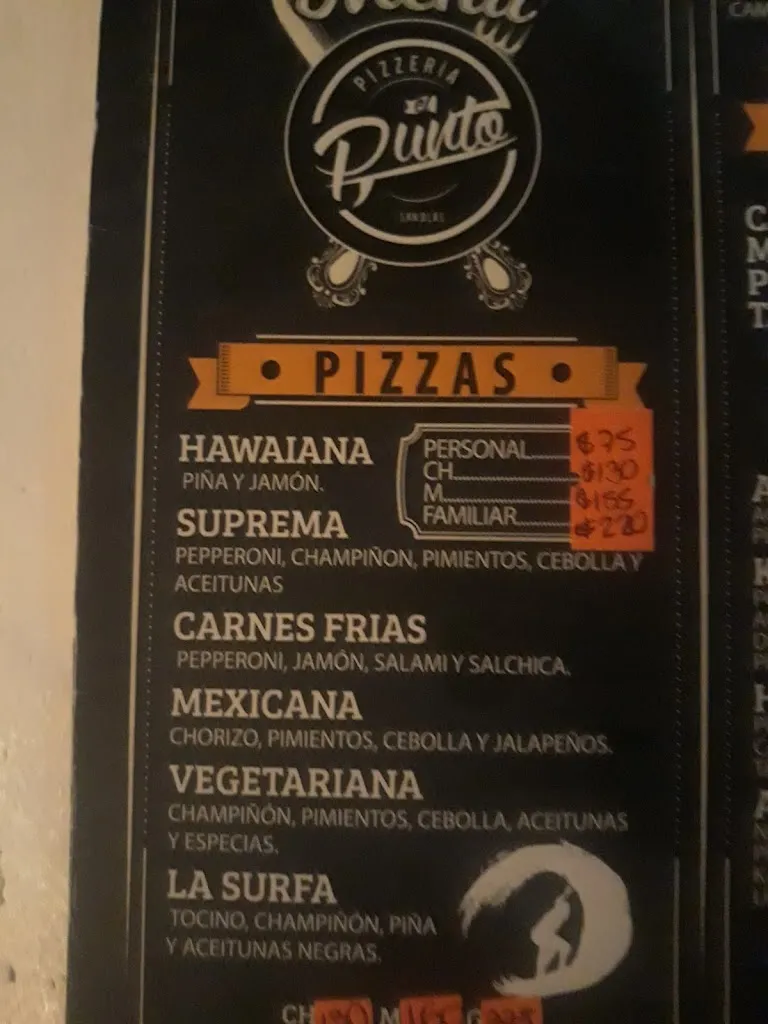 Menú
PIZZERIA
Punto
PIZZAS
HAWAIANA
PIÑA Y JAMÓN.
PERSONAL $75
CH. $130
M. $155
FAMILIAR $220
SUPREMA
PEPPERONI, CHAMPIÑON, PIMIENTOS, CEBOLLA Y
ACEITUNAS
CARNES FRIAS
PEPPERONI, JAMÓN, SALAMI Y SALCHICA.
MEXICANA
CHORIZO, PIMIENTOS, CEBOLLA Y JALAPEÑOS.
VEGETARIANA
CHAMPIÑÓN, PIMIENTOS, CEBOLLA, ACEITUNAS
Y ESPECIAS.
LA SURFA
TOCINO, CHAMPIÑÓN, PIÑA
Y ACEITUNAS NEGRAS.
CH M